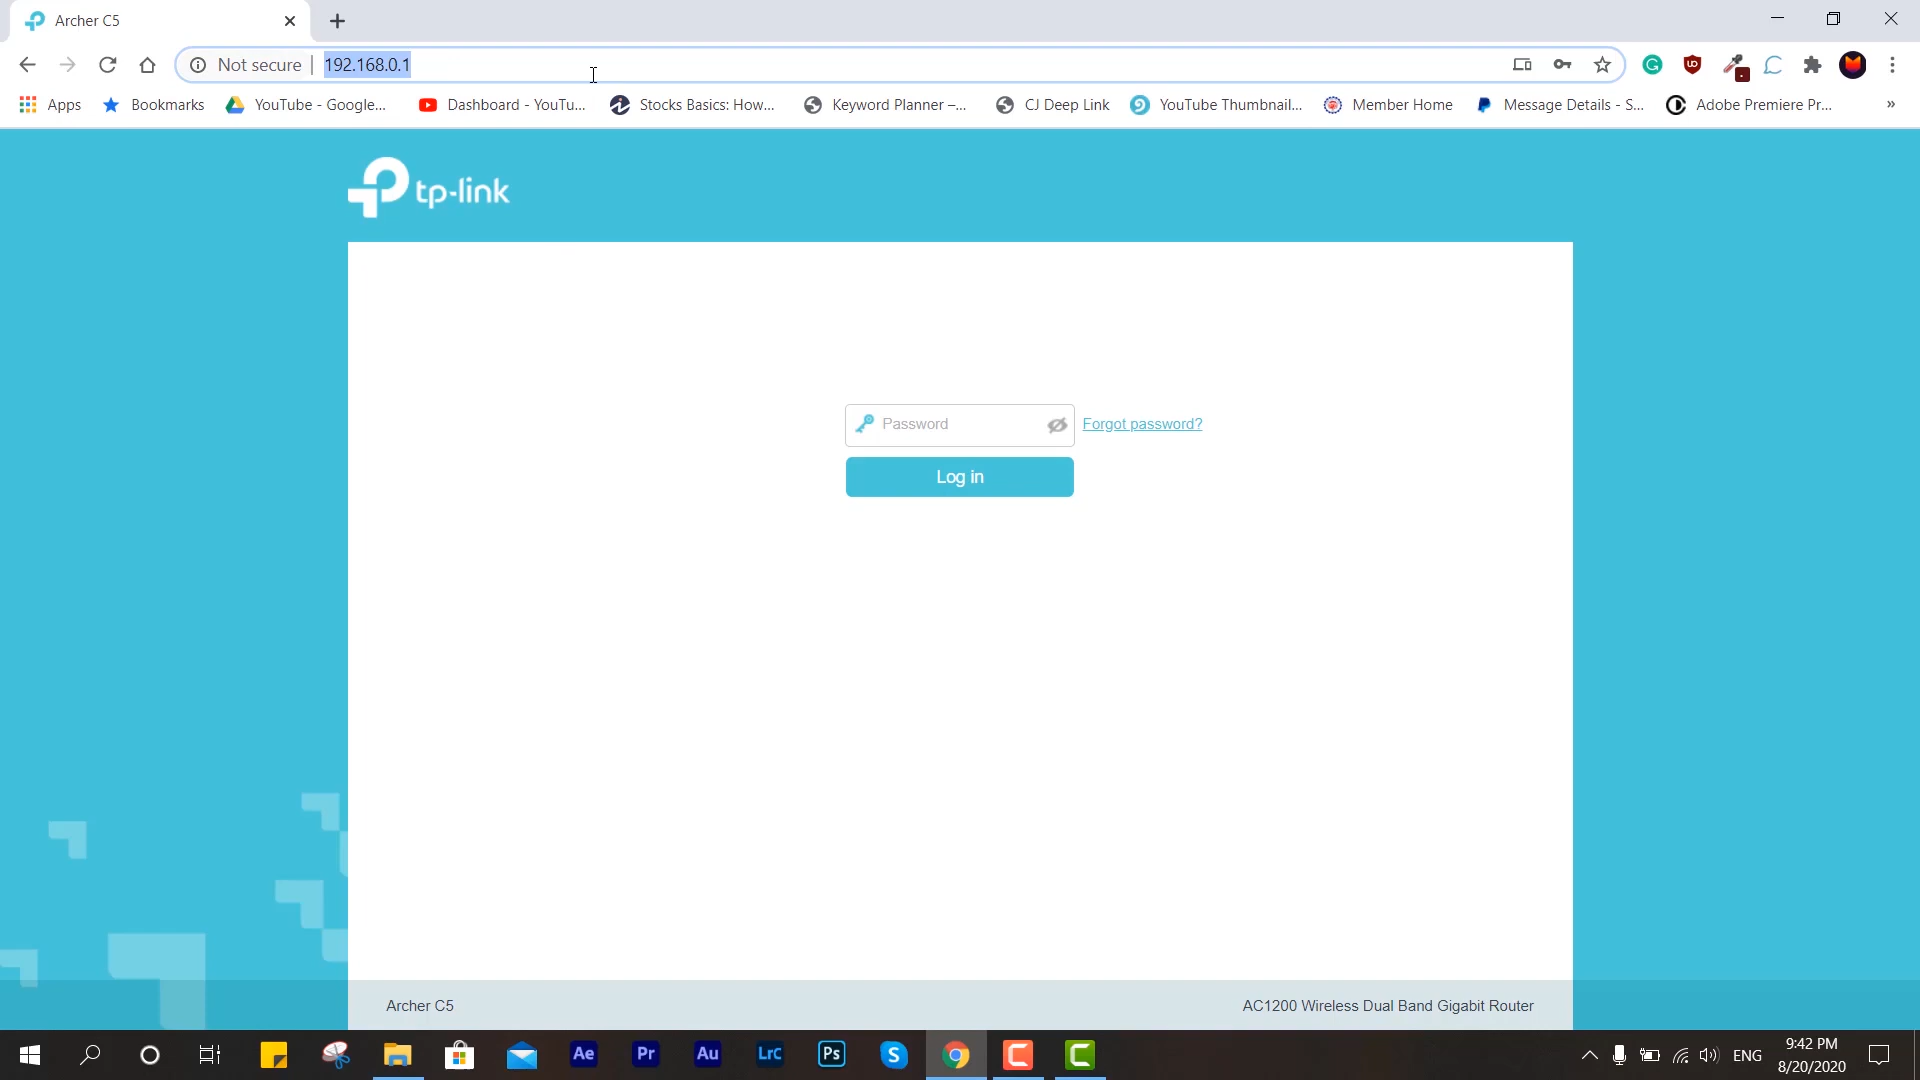 Archer C5
Not secure | 192.168.0.1
Apps Bookmarks YouTube - Google... Dashboard - YouTu... Stocks Basics: How... Keyword Planner –... CJ Deep Link YouTube Thumbnail... Member Home Message Details - S... Adobe Premiere Pr... »
tp-link
Password Forgot password?
Log in
Archer C5 AC1200 Wireless Dual Band Gigabit Router
Ae Pr Au LrC Ps S ENG 9:42 PM
8/20/2020